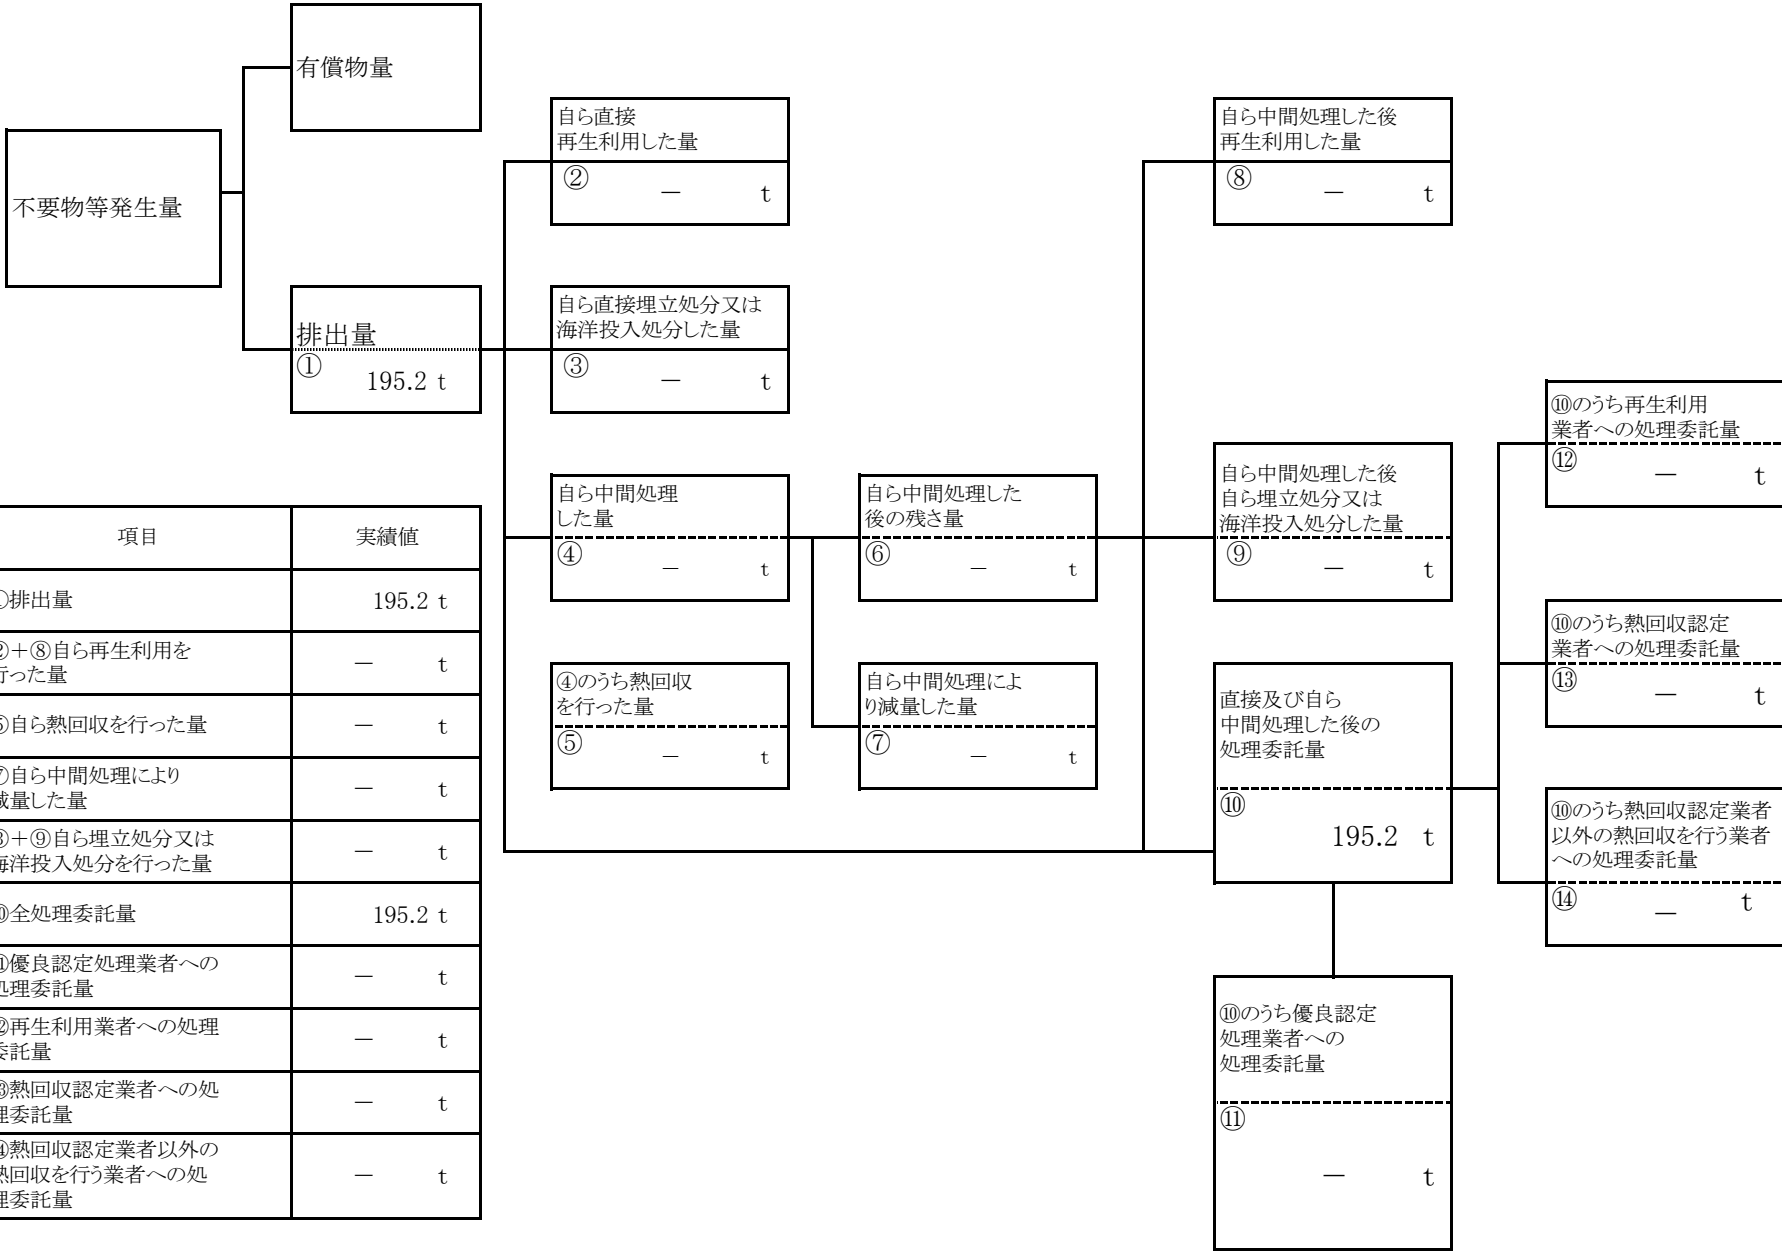 有償物量
不要物等発生量
排出量
①
195.2 t
自ら直接
再生利用した量
②
－ t
自ら直接埋立処分又は
海洋投入処分した量
③
－ t
自ら中間処理
した量
④
－ t
④のうち熱回収
を行った量
⑤
－ t
自ら中間処理した
後の残さ量
⑥
－ t
自ら中間処理によ
り減量した量
⑦
－ t
自ら中間処理した後
再生利用した量
⑧
－ t
自ら中間処理した後
自ら埋立処分又は
海洋投入処分した量
⑨
－ t
直接及び自ら
中間処理した後の
処理委託量
⑩
195.2 t
⑩のうち優良認定
処理業者への
処理委託量
⑪
－ t
⑩のうち再生利用
業者への処理委託量
⑫
－ t
⑩のうち熱回収認定
業者への処理委託量
⑬
－ t
⑩のうち熱回収認定業者
以外の熱回収を行う業者
への処理委託量
⑭
－ t
項目 実績値
①排出量 195.2 t
②＋⑧自ら再生利用を
行った量
－ t
⑤自ら熱回収を行った量 － t
⑦自ら中間処理により
減量した量
－ t
③＋⑨自ら埋立処分又は
海洋投入処分を行った量
－ t
⑩全処理委託量 195.2 t
⑪優良認定処理業者への
処理委託量
－ t
⑫再生利用業者への処理
委託量
－ t
⑬熱回収認定業者への処
理委託量
－ t
⑭熱回収認定業者以外の
熱回収を行う業者への処
理委託量
－ t